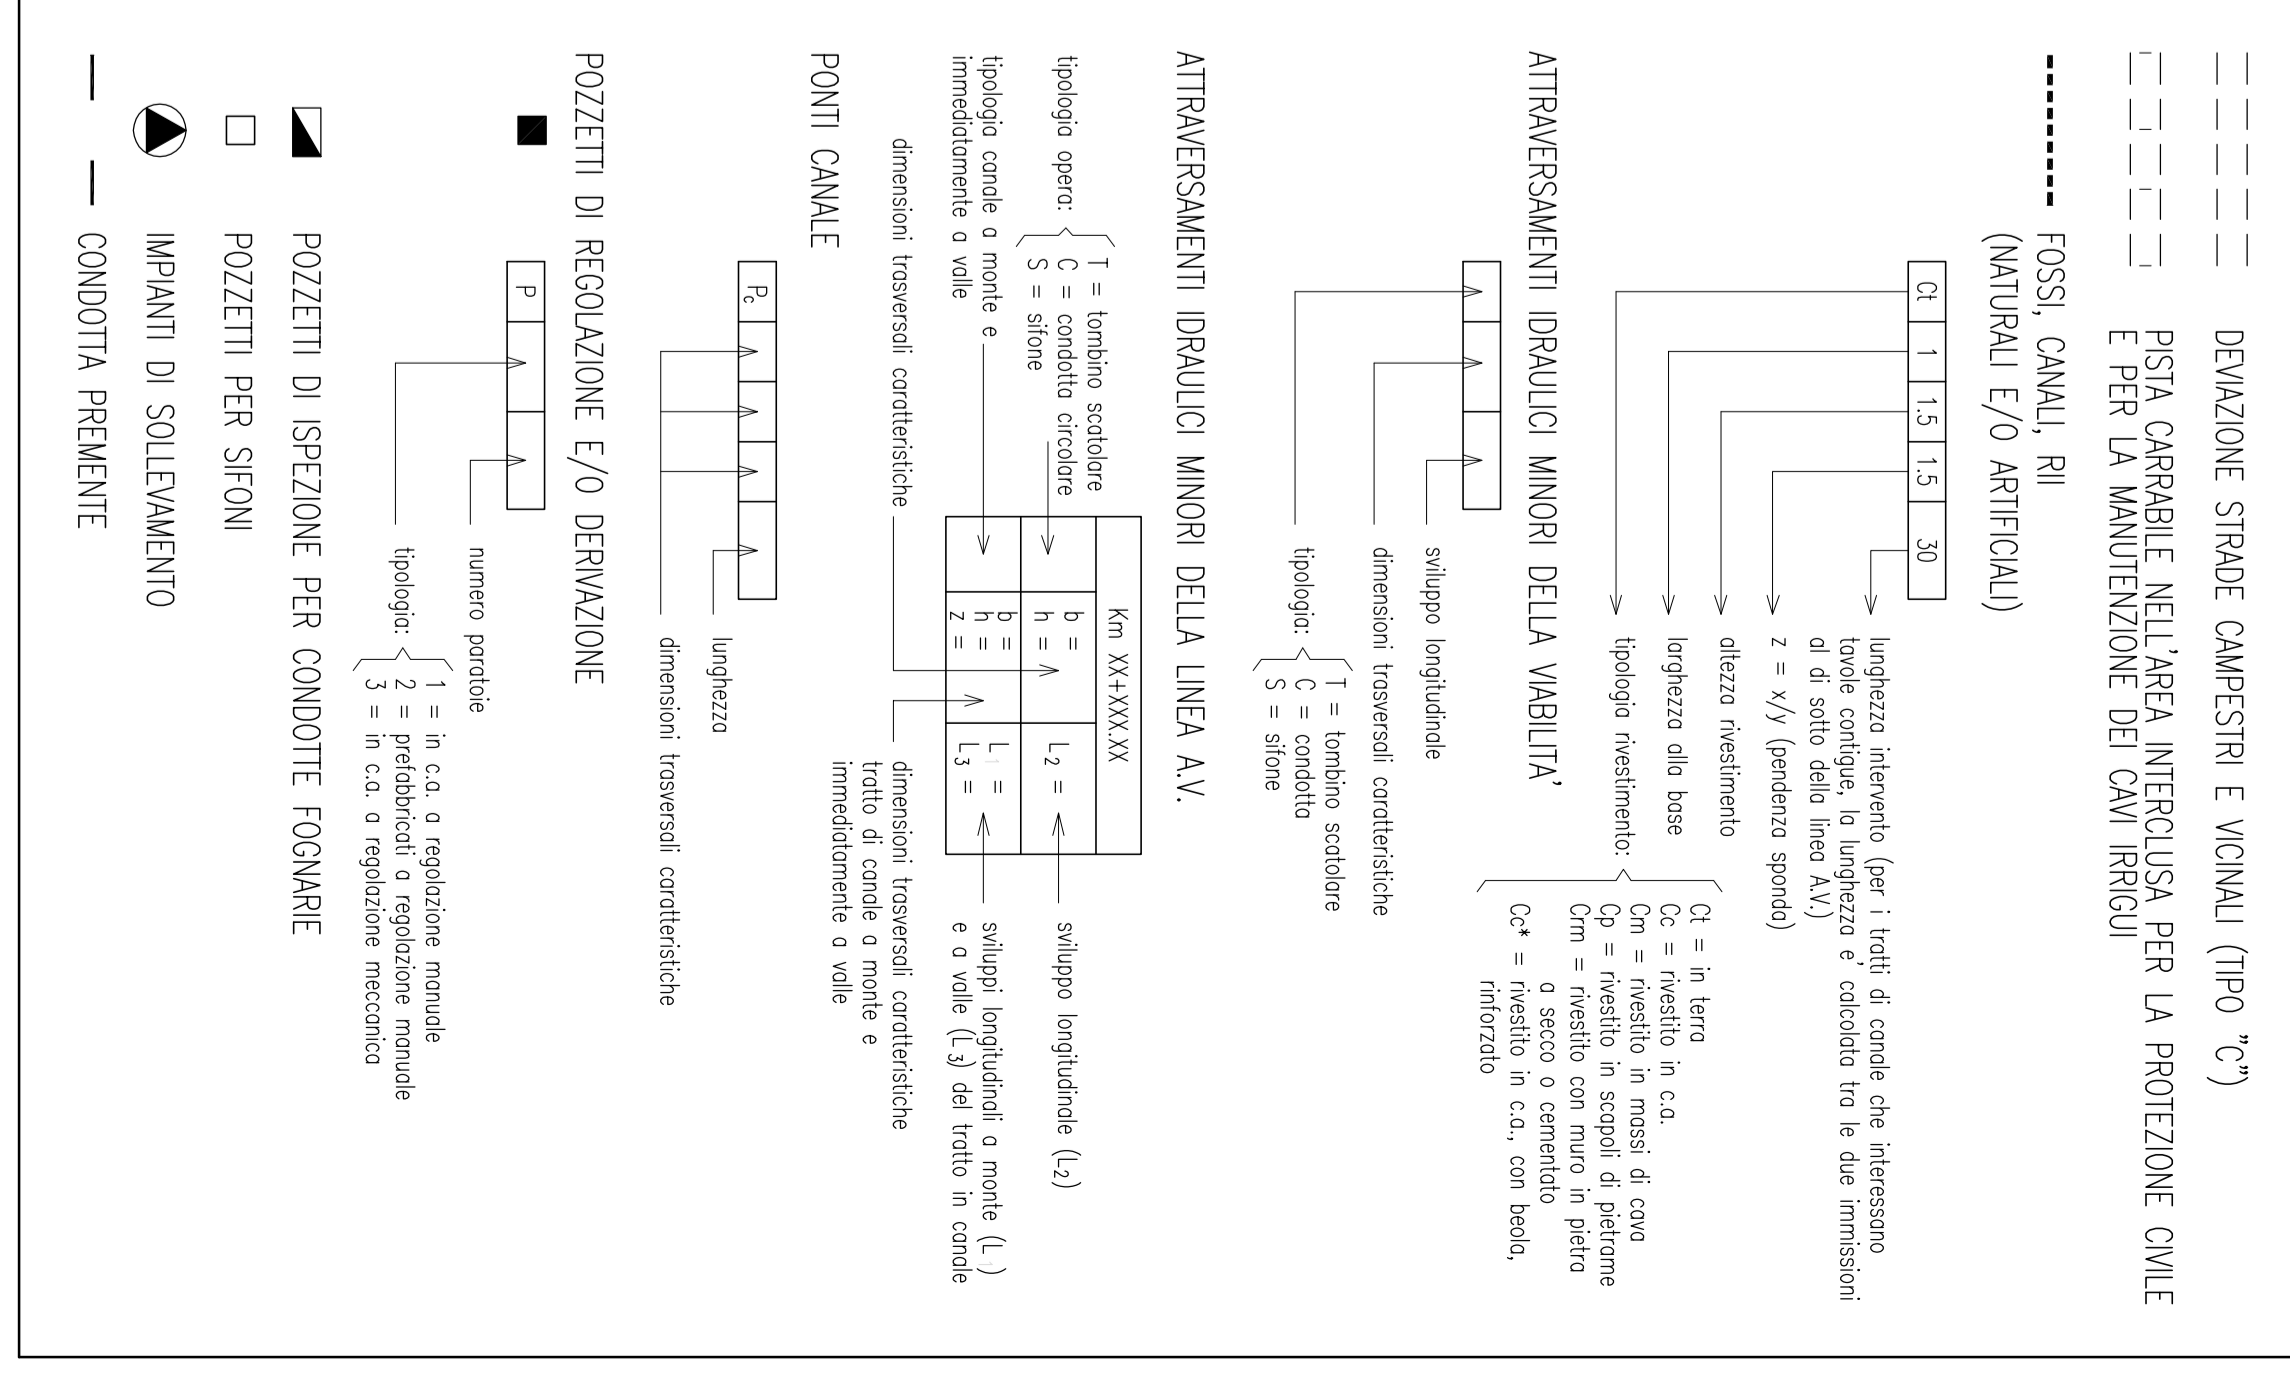 DEVIAZIONE STRADE CAMPESTRI E VICINALI (TIPO "C")
PISTA CARRABILE NELL'AREA INTERCLUSA PER LA PROTEZIONE CIVILE
E PER LA MANUTENZIONE DEI CAVI IRRIGUI
FOSSI, CANALI, RII
(NATURALI E/O ARTIFICIALI)
Ct 1 1.5 1.5 30
lunghezza intervento (per i tratti di canale che interessano
tavole contigue, la lunghezza e' calcolata tra le due immissioni
al di sotto della linea A.V.)
z = x/y (pendenza sponda)
altezza rivestimento
larghezza alla base
tipologia rivestimento:
Ct = in terra
Cc = rivestito in c.a.
Cm = rivestito in massi di cava
Cp = rivestito in scapoli di pietrame
Crm = rivestito con muro in pietra
a secco o cementato
Cc* = rivestito in c.a., con beola,
rinforzato
ATTRAVERSAMENTI IDRAULICI MINORI DELLA VIABILITA'
sviluppo longitudinale
dimensioni trasversali caratteristiche
tipologia:
T = tombino scatolare
C = condotta
S = sifone
ATTRAVERSAMENTI IDRAULICI MINORI DELLA LINEA A.V.
tipologia opera:
T = tombino scatolare
C = condotta circolare
S = sifone
tipologia canale a monte e
immediatamente a valle
dimensioni trasversali caratteristiche
Km XX+XXX.XX
b =
h =
L2 =
b =
h =
z =
L1 =
L3 =
sviluppo longitudinale (L2)
sviluppi longitudinali a monte (L1)
e a valle (L3) del tratto in canale
dimensioni trasversali caratteristiche
tratto di canale a monte e
immediatamente a valle
PONTI CANALE
Pc
lunghezza
dimensioni trasversali caratteristiche
POZZETTI DI REGOLAZIONE E/O DERIVAZIONE
P
numero paratoie
tipologia:
1 = in c.a. a regolazione manuale
2 = prefabbricati a regolazione manuale
3 = in c.a. a regolazione meccanica
POZZETTI DI ISPEZIONE PER CONDOTTE FOGNARIE
POZZETTI PER SIFONI
IMPIANTI DI SOLLEVAMENTO
CONDOTTA PREMENTE